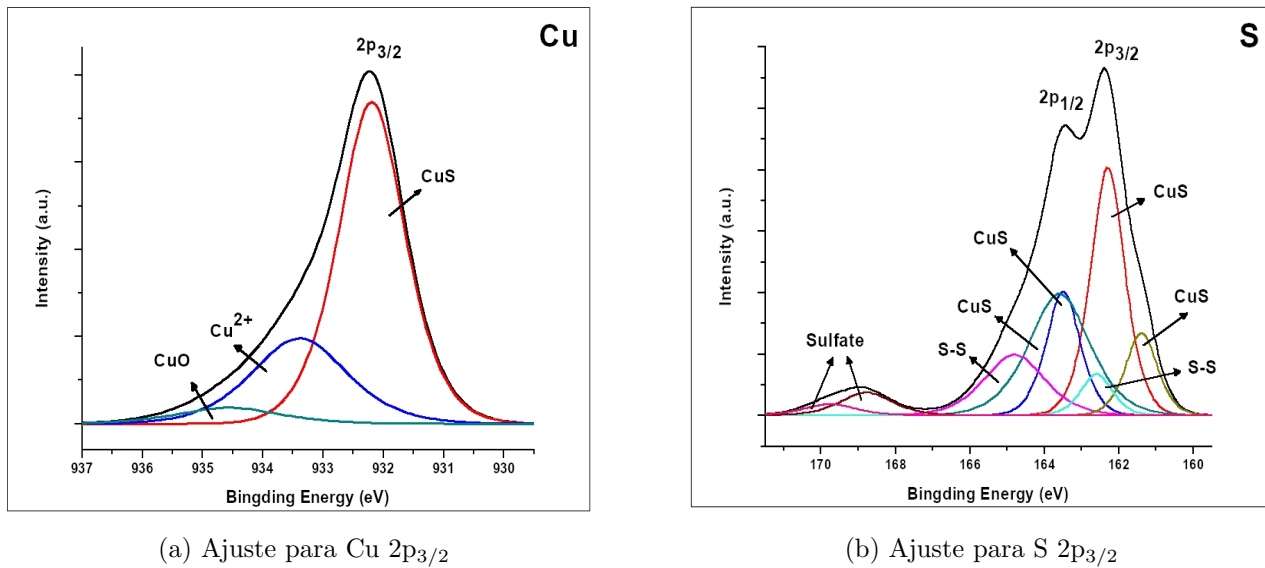 Cu
2p3/2
CuS
Cu2+
CuO
Intensity (a.u.)
937 936 935 934 933 932 931 930
Bingding Energy (eV)
(a) Ajuste para Cu 2p3/2
S
2p3/2
2p1/2
CuS
CuS
CuS
CuS
Sulfate
S-S
S-S
Intensity (a.u.)
170 168 166 164 162 160
Bingding Energy (eV)
(b) Ajuste para S 2p3/2